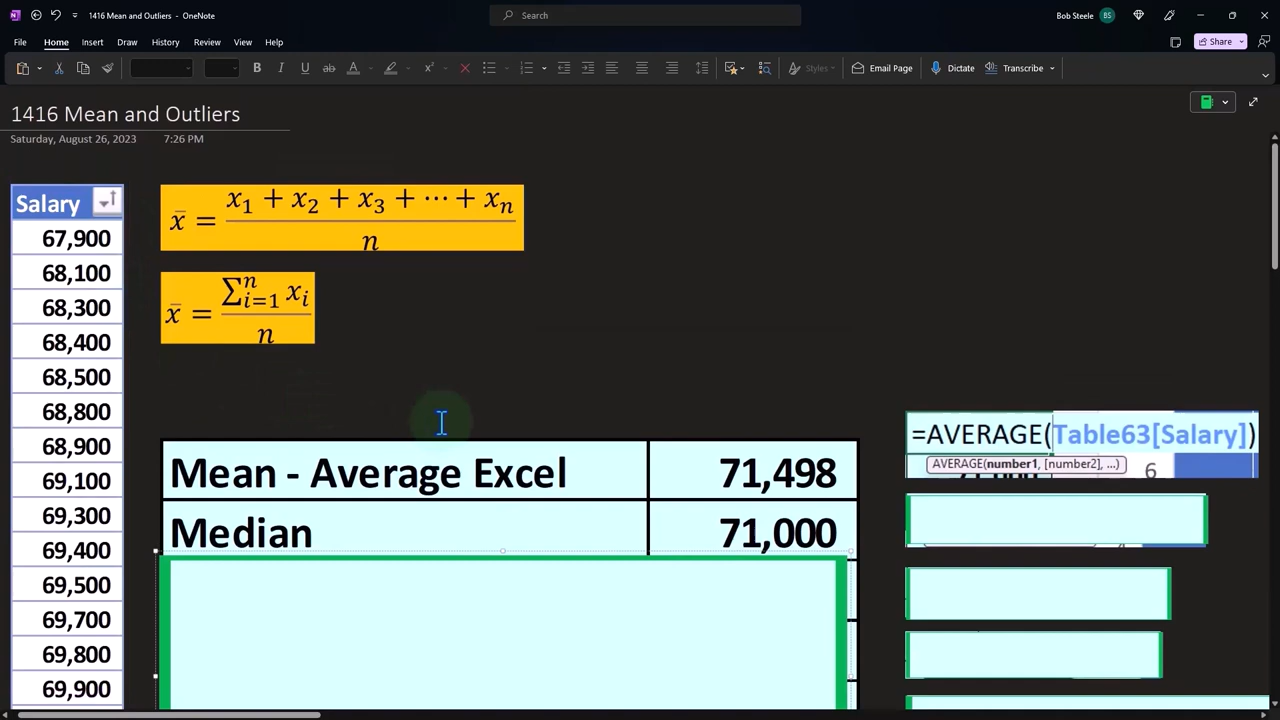 1416 Mean and Outliers - OneNote
Search
Bob Steele
BS
File Home Insert Draw History Review View Help
Share
B I U ab A
Styles
Email Page
Dictate
Transcribe
1416 Mean and Outliers
Saturday, August 26, 2023 7:26 PM
Salary
67,900
68,100
68,300
68,400
68,500
68,800
68,900
69,100
69,300
69,400
69,500
69,700
69,800
69,900
x̄ = (x₁ + x₂ + x₃ + ⋯ + xₙ) / n
x̄ = (∑ⁿᵢ₌₁ xᵢ) / n
Mean - Average Excel 71,498
Median 71,000
=AVERAGE(Table63[Salary])
AVERAGE(number1, [number2], ...)
6